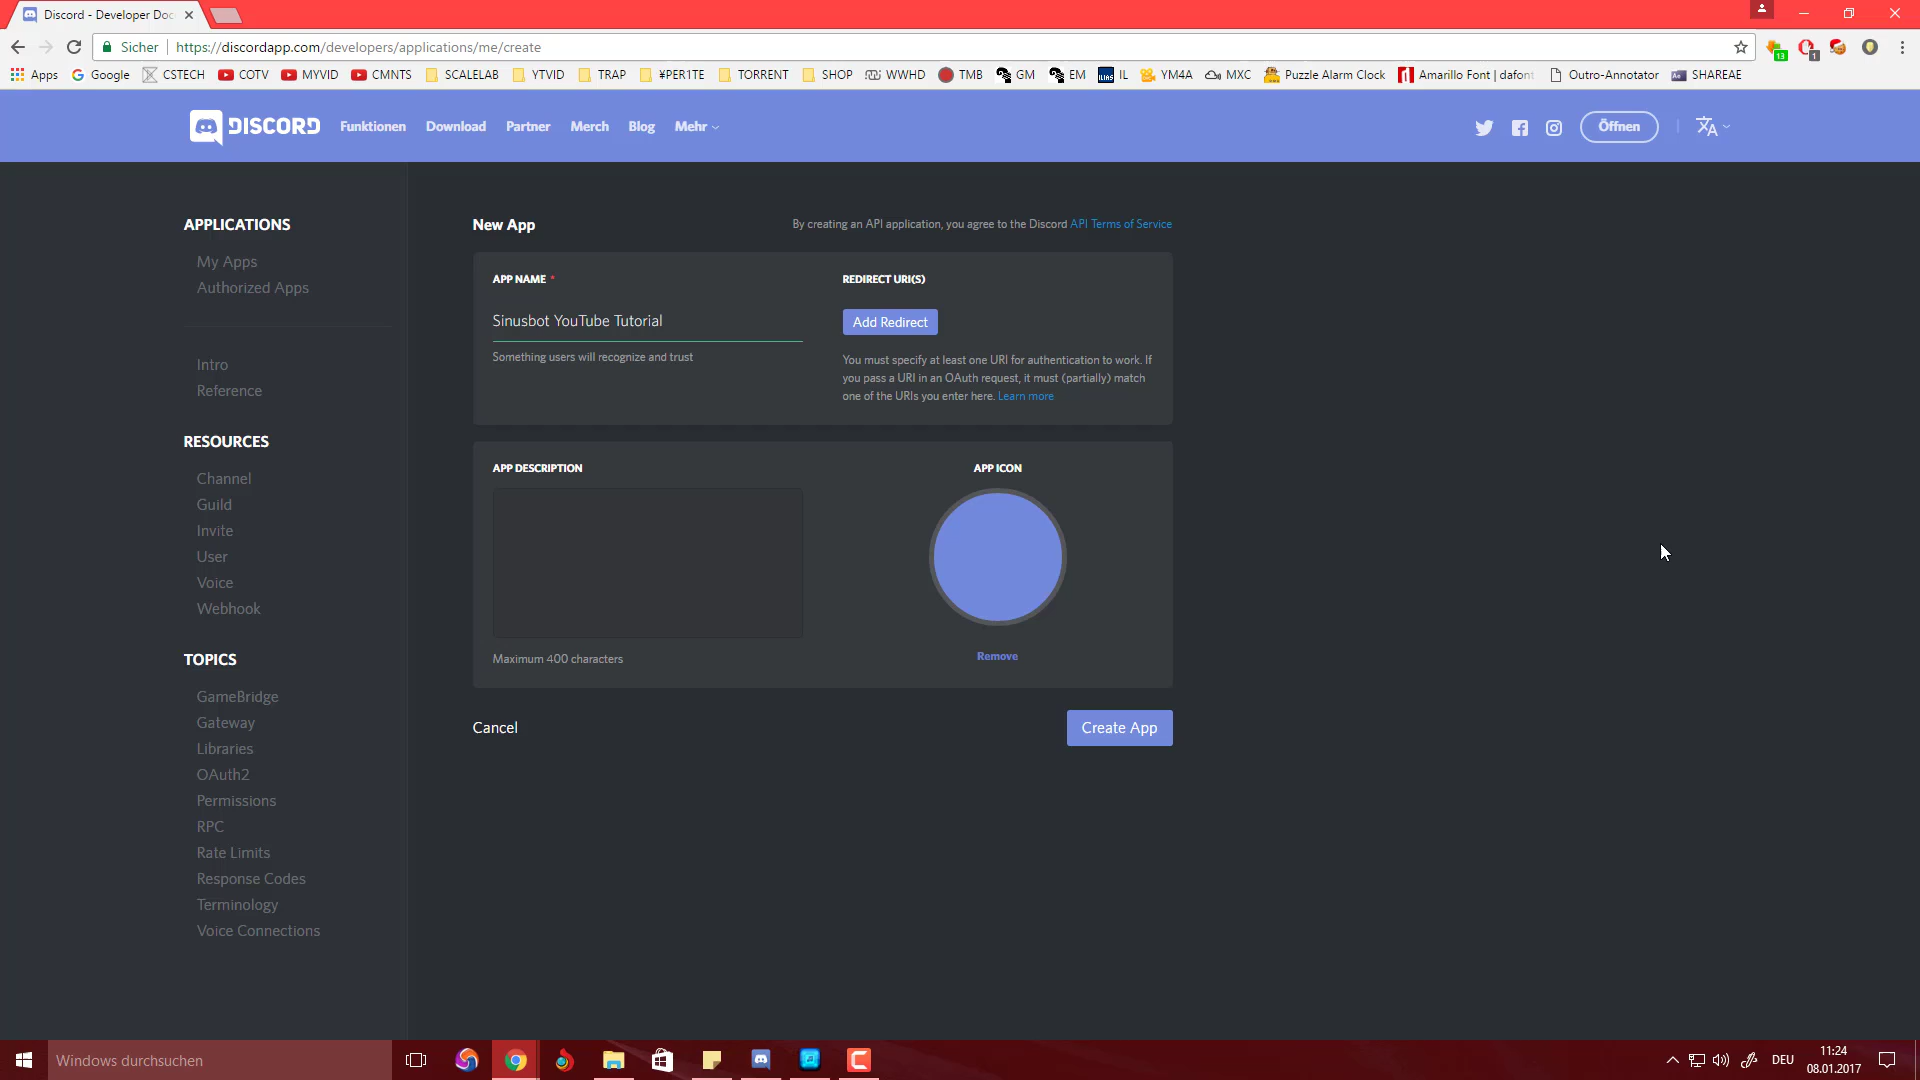 Discord - Developer Doc
Sicher
https://discordapp.com/developers/applications/me/create
13
1
Apps
Google
CSTECH
COTV
MYVID
CMNTS
SCALELAB
YTVID
TRAP
¥PER1TE
TORRENT
SHOP
WWHD
TMB
GM
EM
IL
YM4A
MXC
Puzzle Alarm Clock
Amarillo Font | dafont
Outro-Annotator
SHAREAE
DISCORD
Funktionen
Download
Partner
Merch
Blog
Mehr
Öffnen
APPLICATIONS
My Apps
Authorized Apps
Intro
Reference
RESOURCES
Channel
Guild
Invite
User
Voice
Webhook
TOPICS
GameBridge
Gateway
Libraries
OAuth2
Permissions
RPC
Rate Limits
Response Codes
Terminology
Voice Connections
New App
By creating an API application, you agree to the Discord API Terms of Service
APP NAME *
Sinusbot YouTube Tutorial
Something users will recognize and trust
REDIRECT URI(S)
Add Redirect
You must specify at least one URI for authentication to work. If
you pass a URI in an OAuth request, it must (partially) match
one of the URIs you enter here. Learn more
APP DESCRIPTION
Maximum 400 characters
APP ICON
Remove
Cancel
Create App
Windows durchsuchen
DEU
11:24
08.01.2017